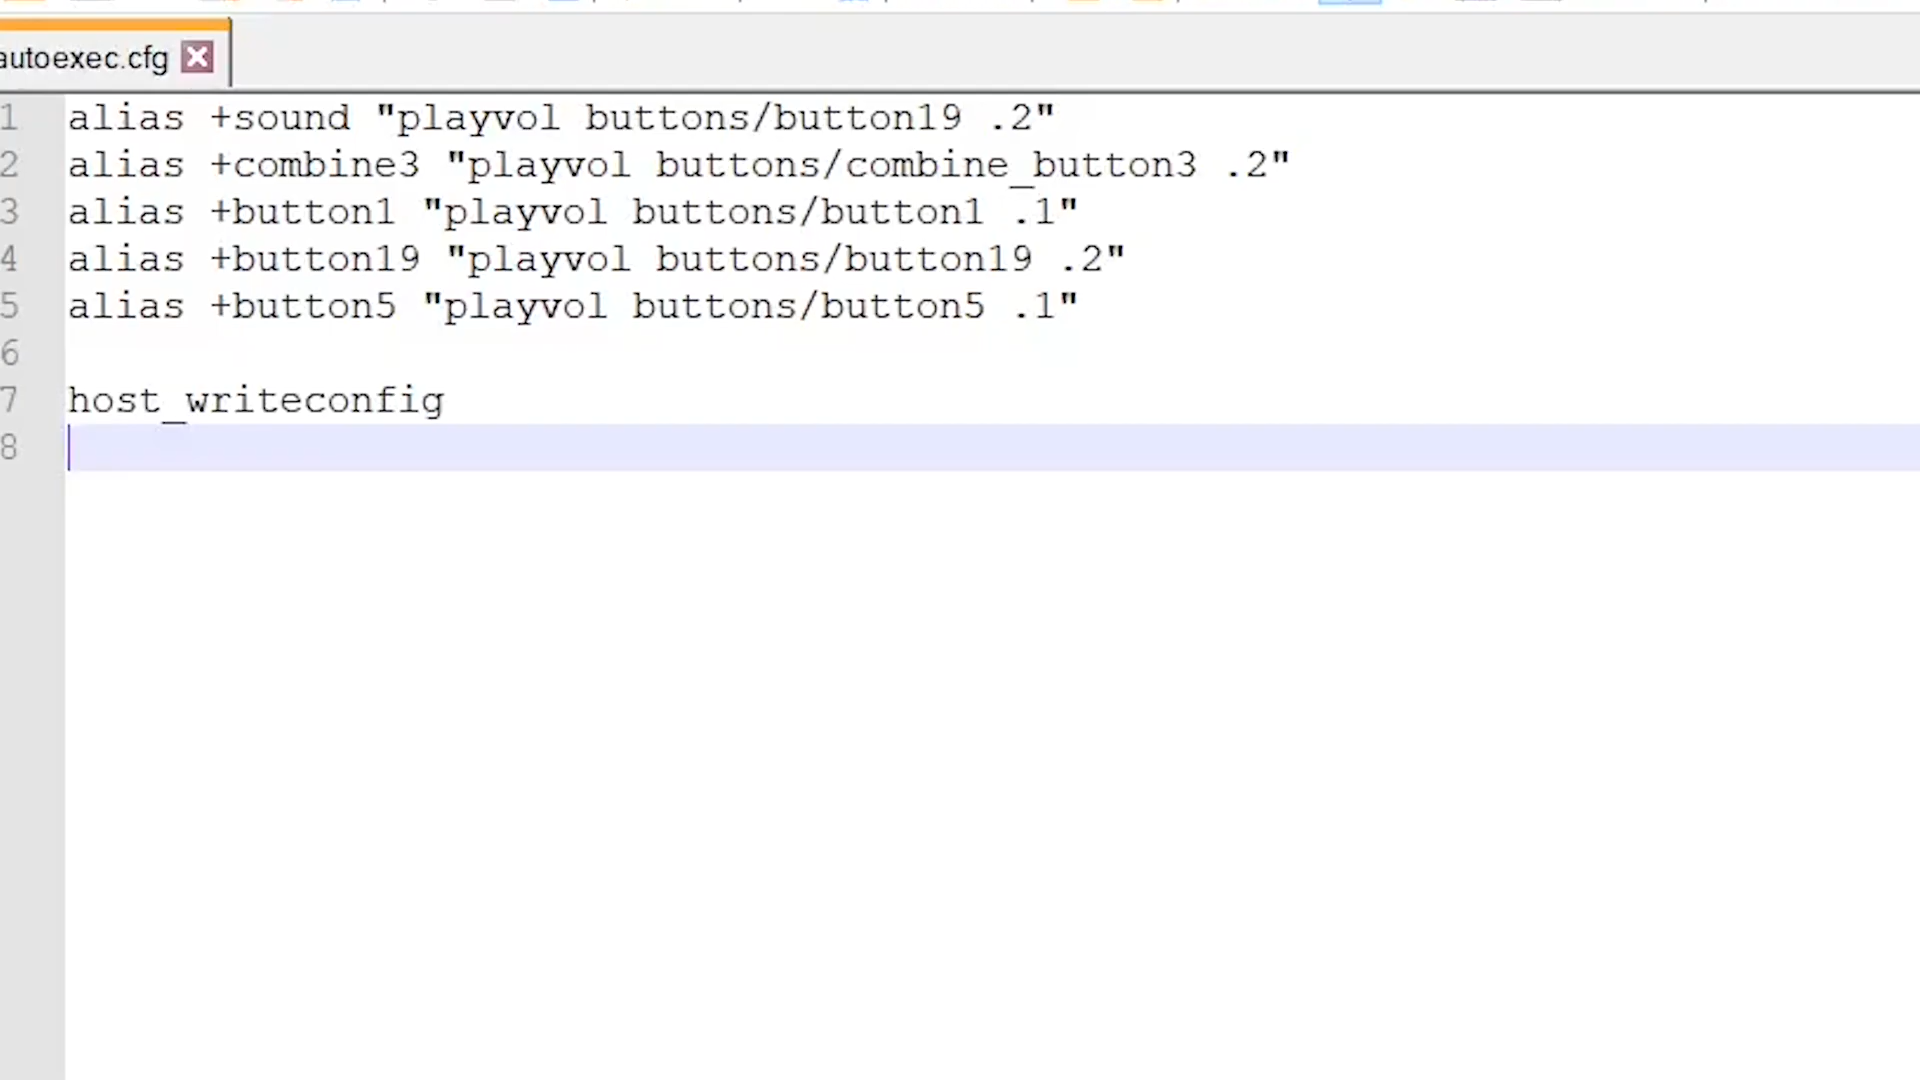 autoexec.cfg
1 alias +sound "playvol buttons/button19 .2"
2 alias +combine3 "playvol buttons/combine_button3 .2"
3 alias +button1 "playvol buttons/button1 .1"
4 alias +button19 "playvol buttons/button19 .2"
5 alias +button5 "playvol buttons/button5 .1"
6
7 host_writeconfig
8